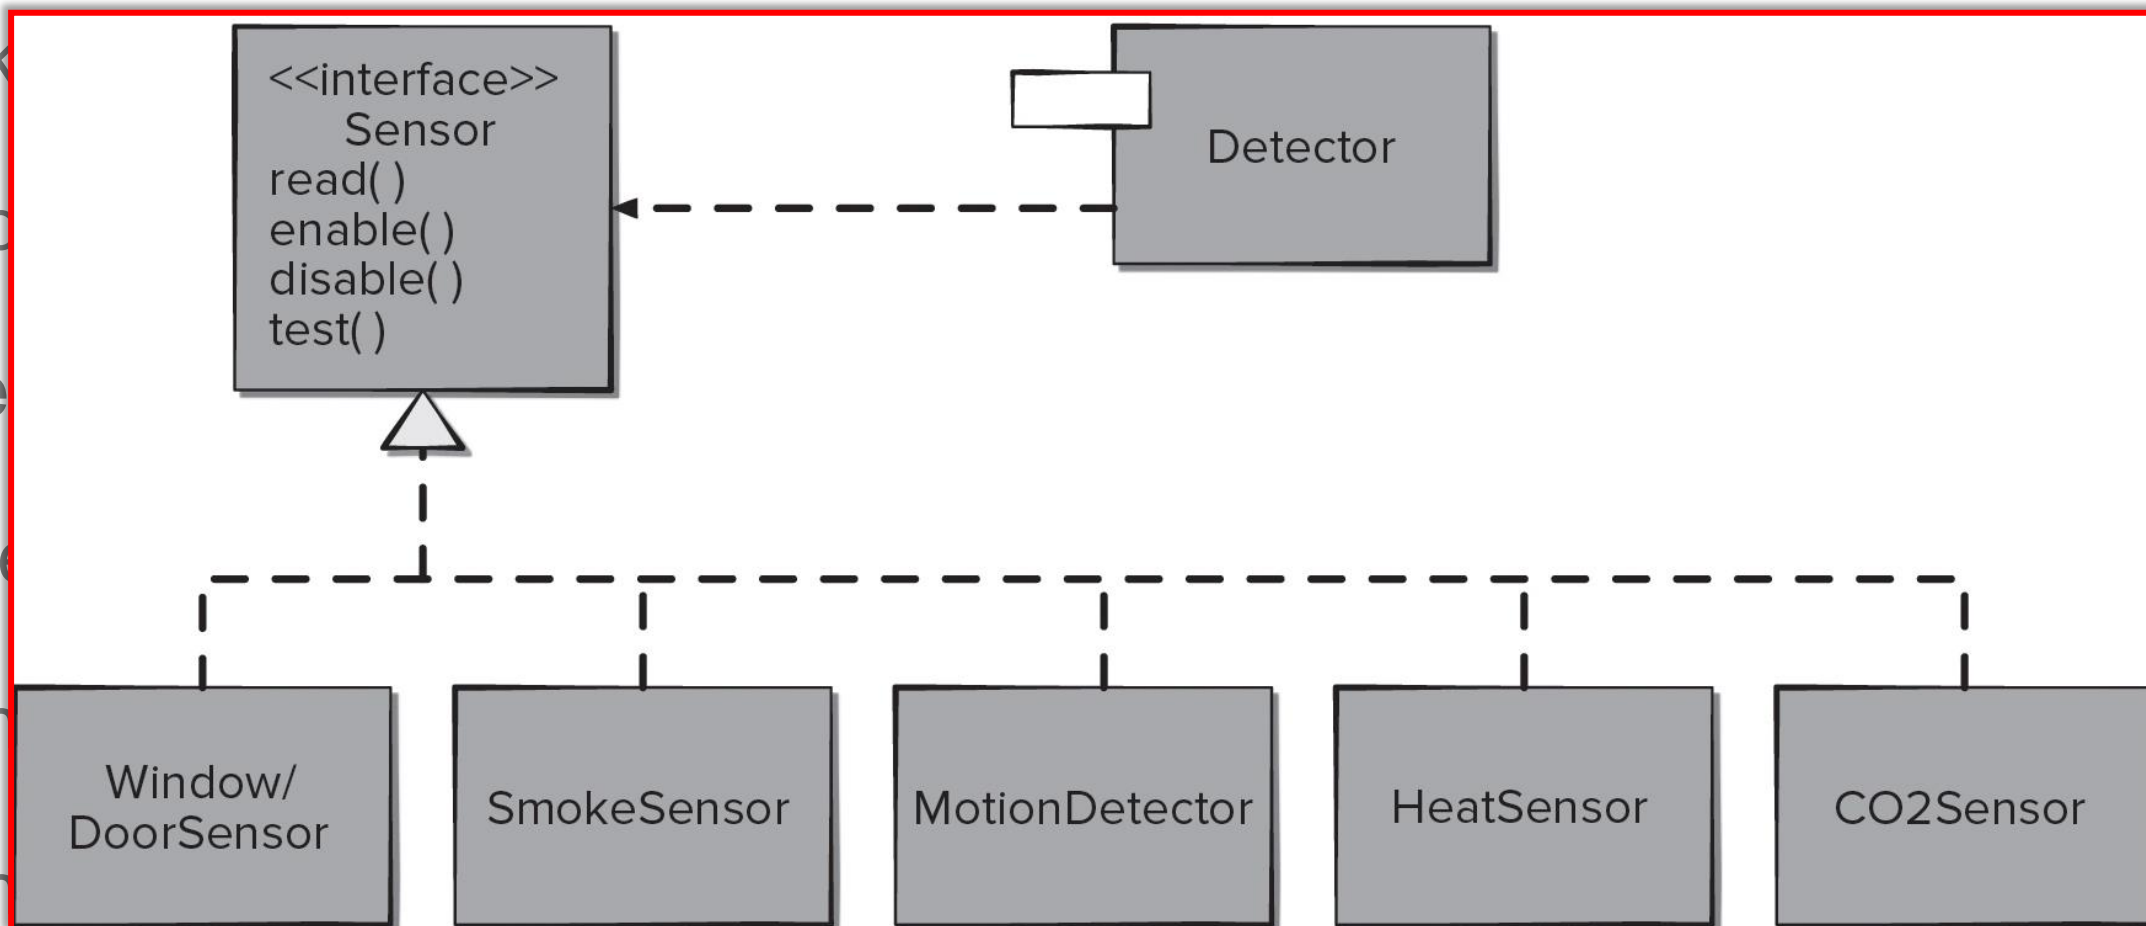 <<interface>>
Sensor
read( )
enable( )
disable( )
test( )
Detector
Window/
DoorSensor
SmokeSensor
MotionDetector
HeatSensor
CO2Sensor